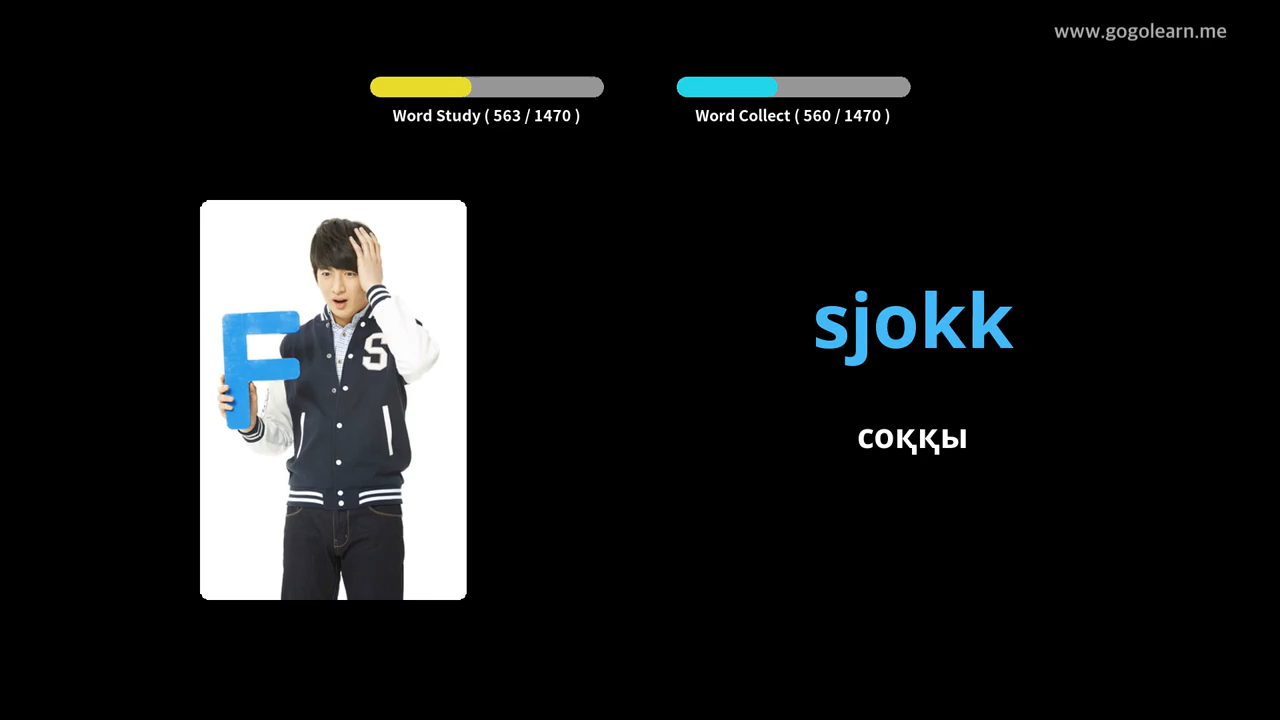 www.gogolearn.me
Word Study ( 563 / 1470 )
Word Collect ( 560 / 1470 )
F
S
sjokk
соққы